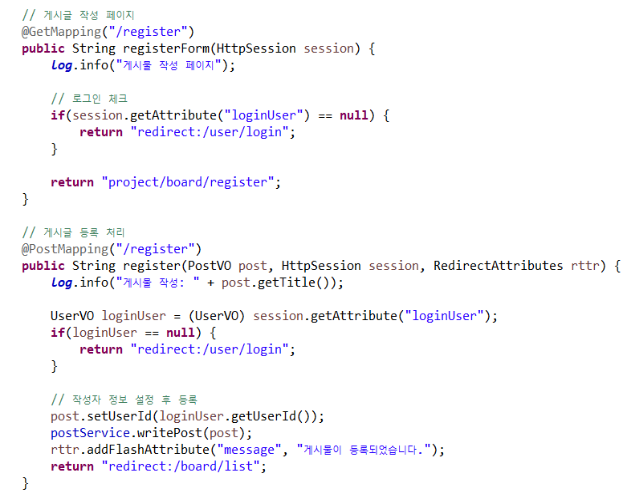 // 게시글 작성 페이지
@GetMapping("/register")
public String registerForm(HttpSession session) {
    log.info("게시물 작성 페이지");

    // 로그인 체크
    if(session.getAttribute("loginUser") == null) {
        return "redirect:/user/login";
    }

    return "project/board/register";
}

// 게시글 등록 처리
@PostMapping("/register")
public String register(PostVO post, HttpSession session, RedirectAttributes rttr) {
    log.info("게시물 작성: " + post.getTitle());

    UserVO loginUser = (UserVO) session.getAttribute("loginUser");
    if(loginUser == null) {
        return "redirect:/user/login";
    }

    // 작성자 정보 설정 후 등록
    post.setUserId(loginUser.getUserId());
    postService.writePost(post);
    rttr.addFlashAttribute("message", "게시물이 등록되었습니다.");
    return "redirect:/board/list";
}